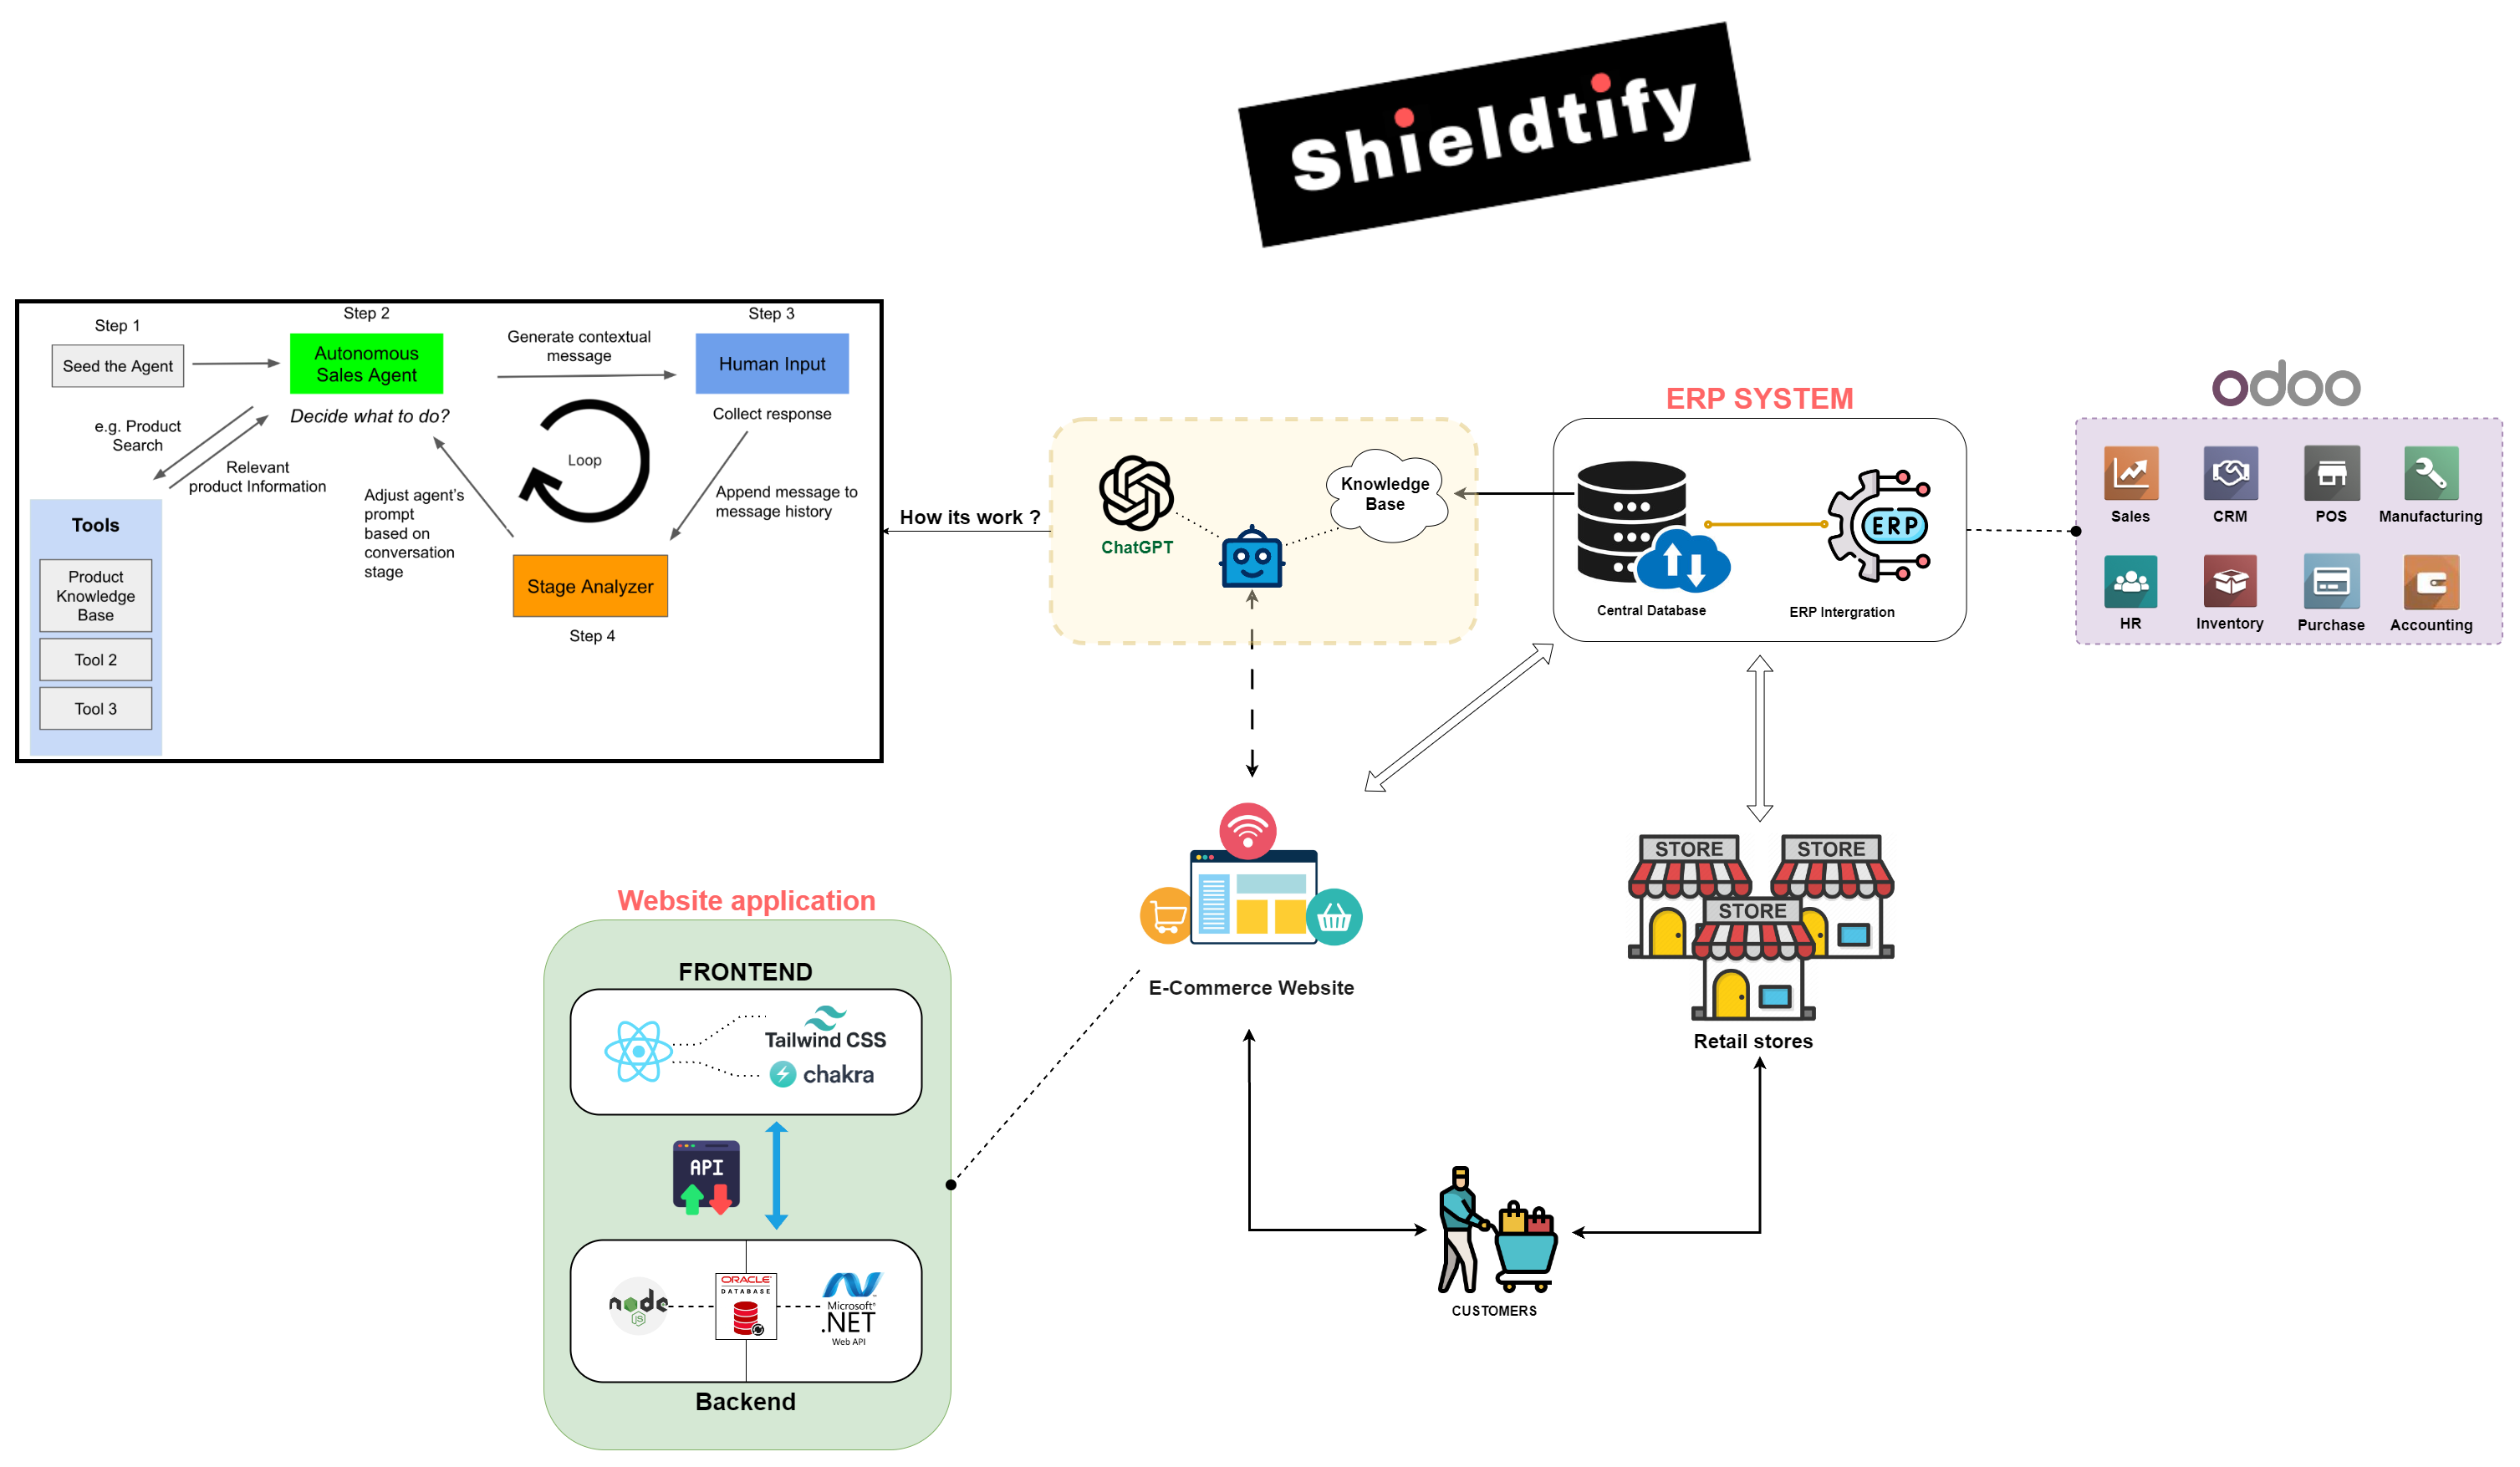 Shieldtify
Step 1
Seed the Agent
Step 2
Autonomous
Sales Agent
Decide what to do?
Generate contextual
message
Step 3
Human Input
Collect response
e.g. Product
Search
Relevant
product Information
Loop
Append message to
message history
Adjust agent's
prompt
based on
conversation
stage
Stage Analyzer
Step 4
Tools
Product
Knowledge
Base
Tool 2
Tool 3
How its work ?
ChatGPT
Knowledge
Base
ERP SYSTEM
Central Database
ERP
ERP Intergration
odoo
Sales
CRM
POS
Manufacturing
HR
Inventory
Purchase
Accounting
E-Commerce Website
STORE
STORE
STORE
Retail stores
CUSTOMERS
Website application
FRONTEND
Tailwind CSS
chakra
API
node
JS
ORACLE
DATABASE
Microsoft
.NET
Web API
Backend